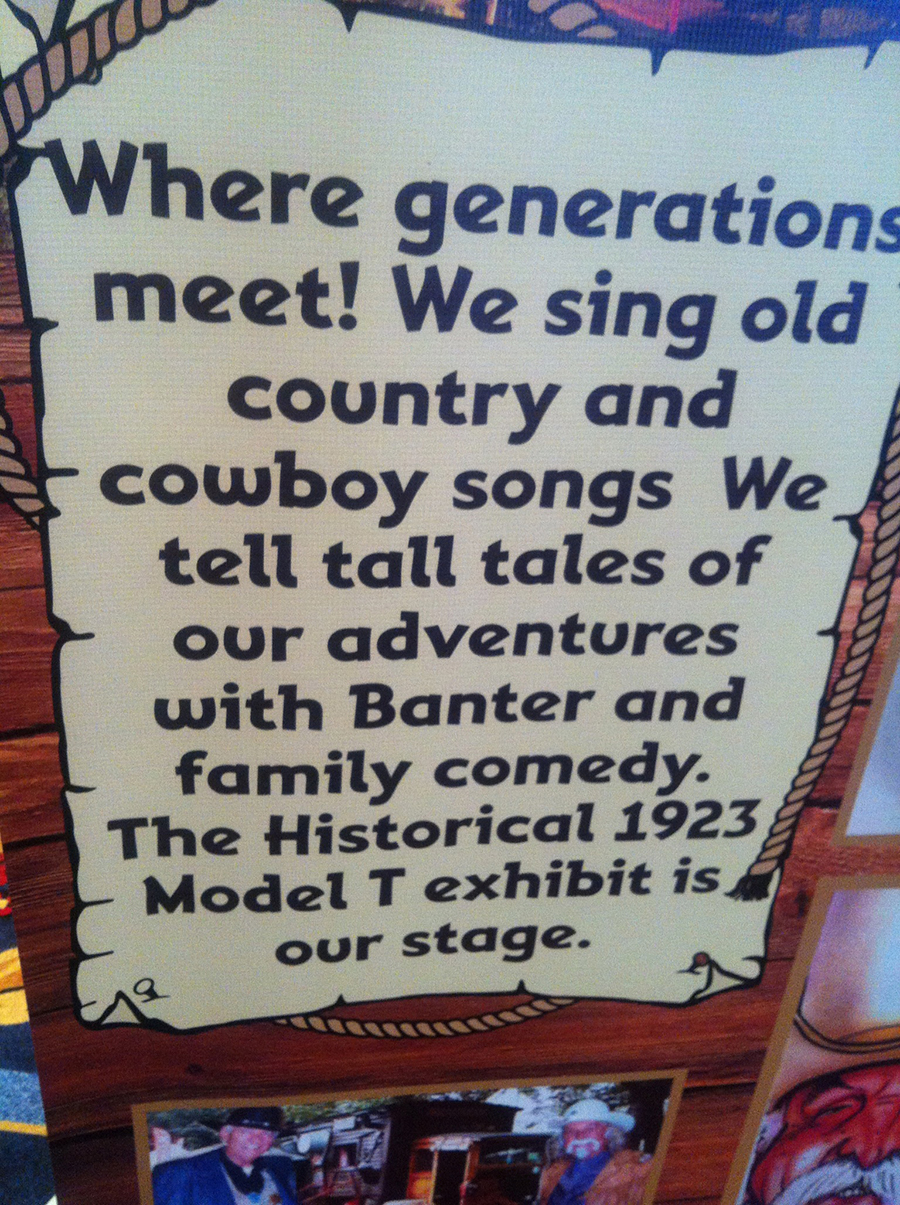 Where generations
meet! We sing old
country and
cowboy songs  We
tell tall tales of
our adventures
with Banter and
family comedy.
The Historical 1923
Model T exhibit is
our stage.